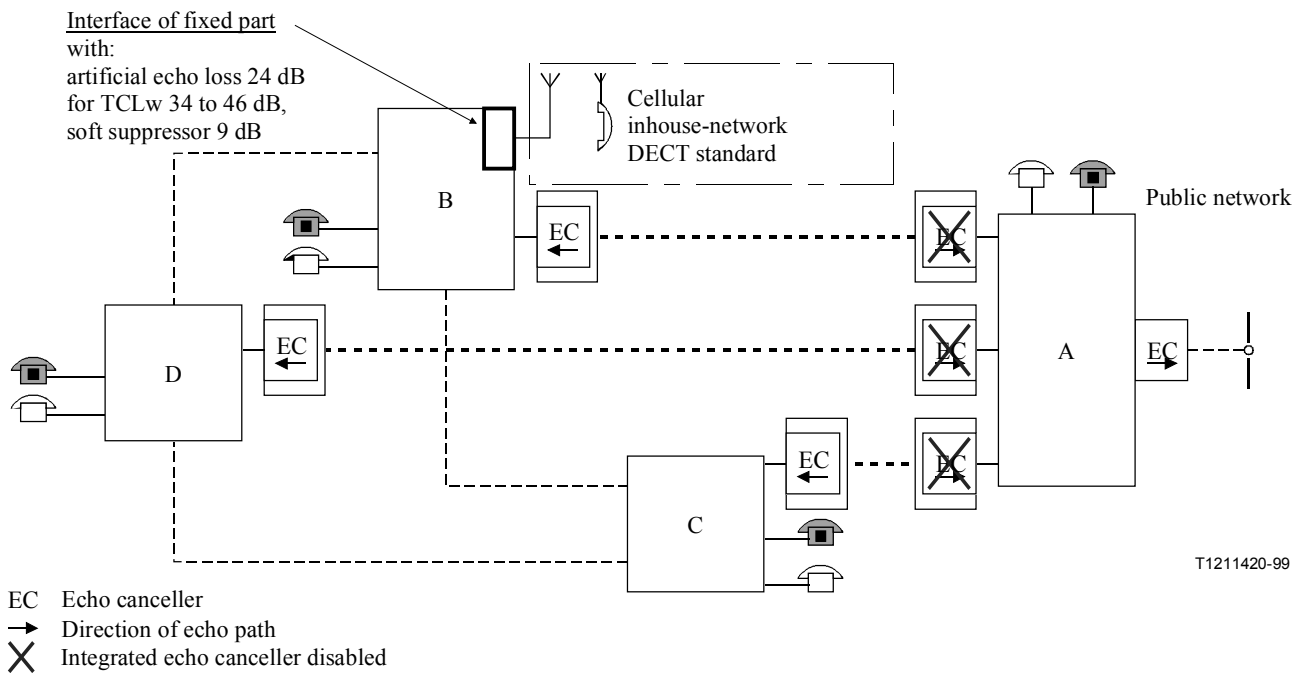 Interface of fixed part
with:
artificial echo loss 24 dB
for TCLw 34 to 46 dB,
soft suppressor 9 dB
Cellular
inhouse-network
DECT standard
Public network
B
EC
EC
D
EC
EC
A
EC
EC
EC
C
T1211420-99
EC Echo canceller
Direction of echo path
Integrated echo canceller disabled